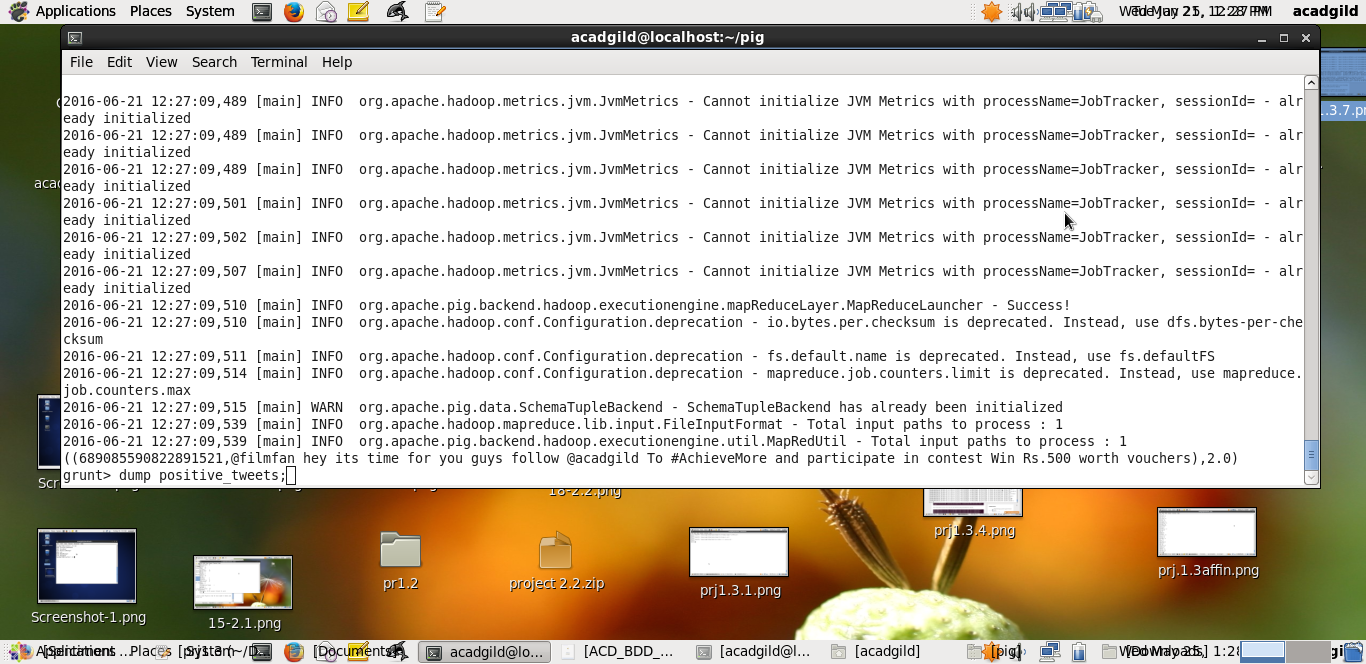 Applications Places System
acadgild
acadgild@localhost:~/pig
File Edit View Search Terminal Help
2016-06-21 12:27:09,489 [main] INFO  org.apache.hadoop.metrics.jvm.JvmMetrics - Cannot initialize JVM Metrics with processName=JobTracker, sessionId= - alr
eady initialized
2016-06-21 12:27:09,489 [main] INFO  org.apache.hadoop.metrics.jvm.JvmMetrics - Cannot initialize JVM Metrics with processName=JobTracker, sessionId= - alr
eady initialized
2016-06-21 12:27:09,489 [main] INFO  org.apache.hadoop.metrics.jvm.JvmMetrics - Cannot initialize JVM Metrics with processName=JobTracker, sessionId= - alr
eady initialized
2016-06-21 12:27:09,501 [main] INFO  org.apache.hadoop.metrics.jvm.JvmMetrics - Cannot initialize JVM Metrics with processName=JobTracker, sessionId= - alr
eady initialized
2016-06-21 12:27:09,502 [main] INFO  org.apache.hadoop.metrics.jvm.JvmMetrics - Cannot initialize JVM Metrics with processName=JobTracker, sessionId= - alr
eady initialized
2016-06-21 12:27:09,507 [main] INFO  org.apache.hadoop.metrics.jvm.JvmMetrics - Cannot initialize JVM Metrics with processName=JobTracker, sessionId= - alr
eady initialized
2016-06-21 12:27:09,510 [main] INFO  org.apache.pig.backend.hadoop.executionengine.mapReduceLayer.MapReduceLauncher - Success!
2016-06-21 12:27:09,510 [main] INFO  org.apache.hadoop.conf.Configuration.deprecation - io.bytes.per.checksum is deprecated. Instead, use dfs.bytes-per-che
cksum
2016-06-21 12:27:09,511 [main] INFO  org.apache.hadoop.conf.Configuration.deprecation - fs.default.name is deprecated. Instead, use fs.defaultFS
2016-06-21 12:27:09,514 [main] INFO  org.apache.hadoop.conf.Configuration.deprecation - mapreduce.job.counters.limit is deprecated. Instead, use mapreduce.
job.counters.max
2016-06-21 12:27:09,515 [main] WARN  org.apache.pig.data.SchemaTupleBackend - SchemaTupleBackend has already been initialized
2016-06-21 12:27:09,539 [main] INFO  org.apache.hadoop.mapreduce.lib.input.FileInputFormat - Total input paths to process : 1
2016-06-21 12:27:09,539 [main] INFO  org.apache.pig.backend.hadoop.executionengine.util.MapRedUtil - Total input paths to process : 1
((689085590822891521,@filmfan hey its time for you guys follow @acadgild To #AchieveMore and participate in contest Win Rs.500 worth vouchers),2.0)
grunt> dump positive_tweets;
18-2.2.png
prj1.3.4.png
prj.1.3affin.png
pr1.2
project 2.2.zip
prj1.3.1.png
Screenshot-1.png
15-2.1.png
[Documents]
acadgild@lo...
[ACD_BDD_...
[acadgild@l...
[acadgild]
[pig]